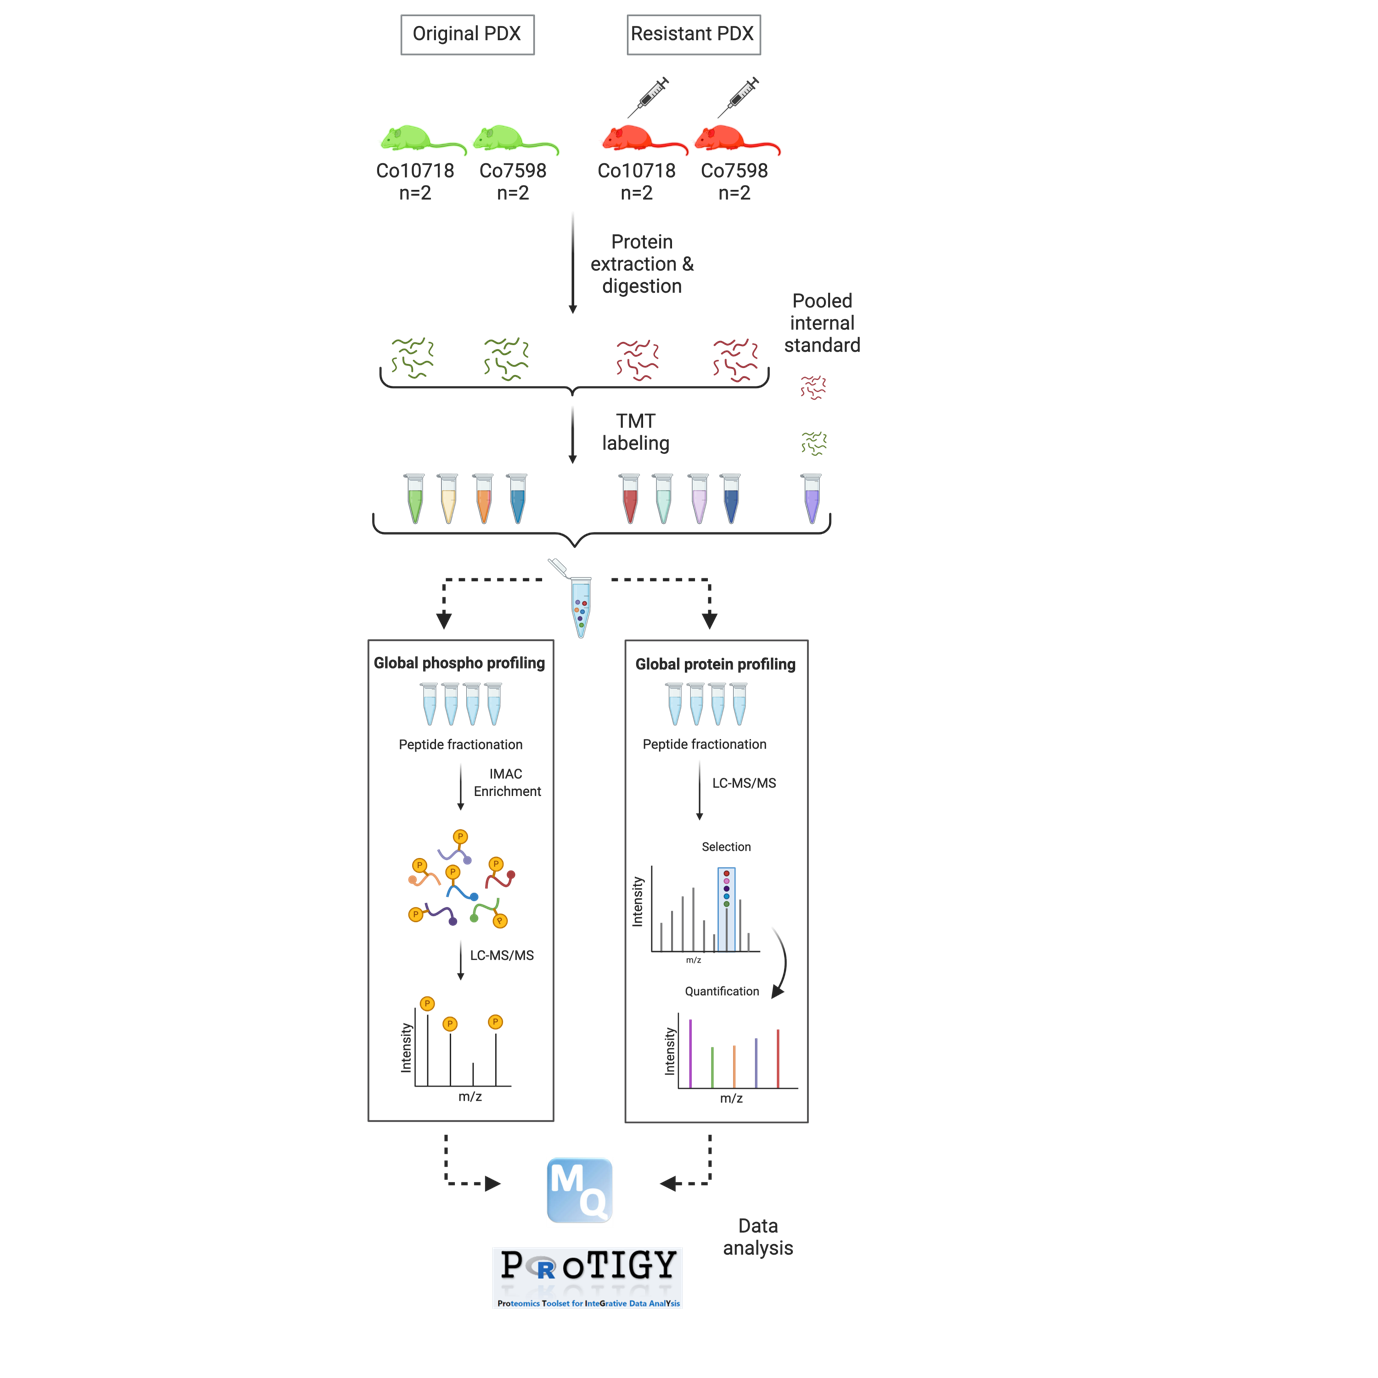 Original PDX
Resistant PDX
Co10718
n=2
Co7598
n=2
Co10718
n=2
Co7598
n=2
Protein
extraction &
digestion
Pooled
internal
standard
TMT
labeling
Global phospho profiling
Peptide fractionation
IMAC
Enrichment
P
P
P
P
P
P
LC-MS/MS
P
P
P
Intensity
m/z
Global protein profiling
Peptide fractionation
LC-MS/MS
Selection
Intensity
m/z
Quantification
Intensity
m/z
MQ
Data
analysis
PRoTIGY
Proteomics Toolset for InteGrative Data AnalYsis